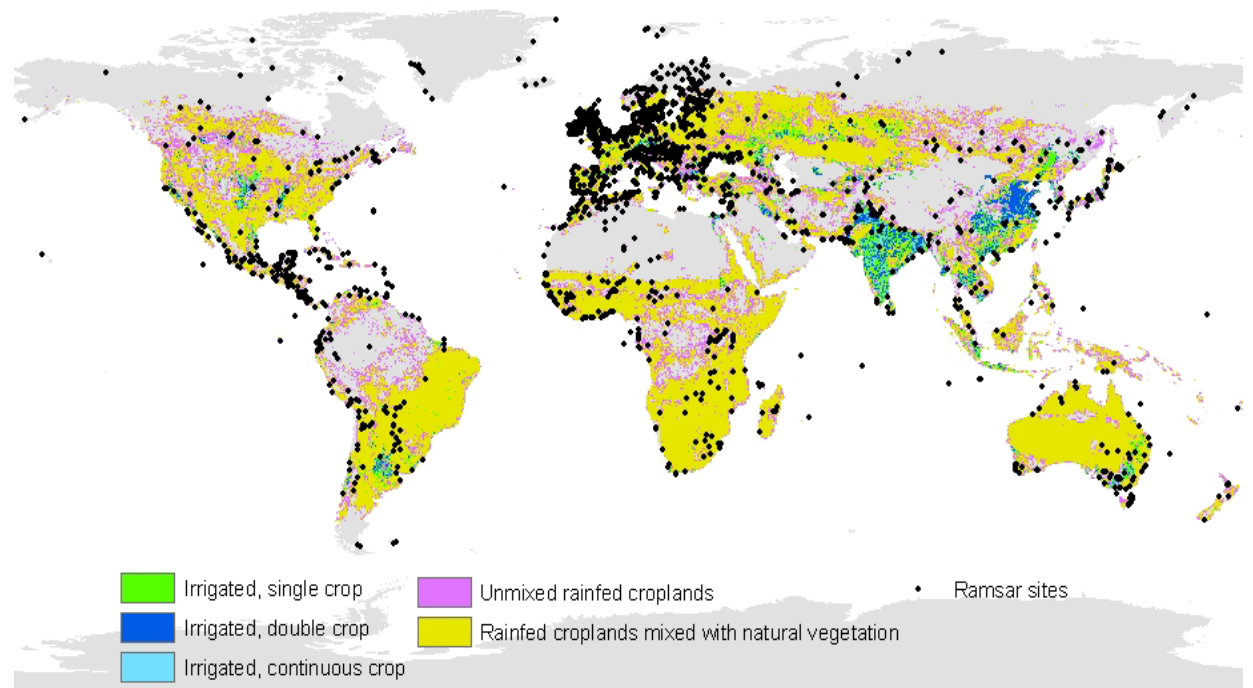 Irrigated, single crop
Irrigated, double crop
Irrigated, continuous crop
Unmixed rainfed croplands
Rainfed croplands mixed with natural vegetation
Ramsar sites